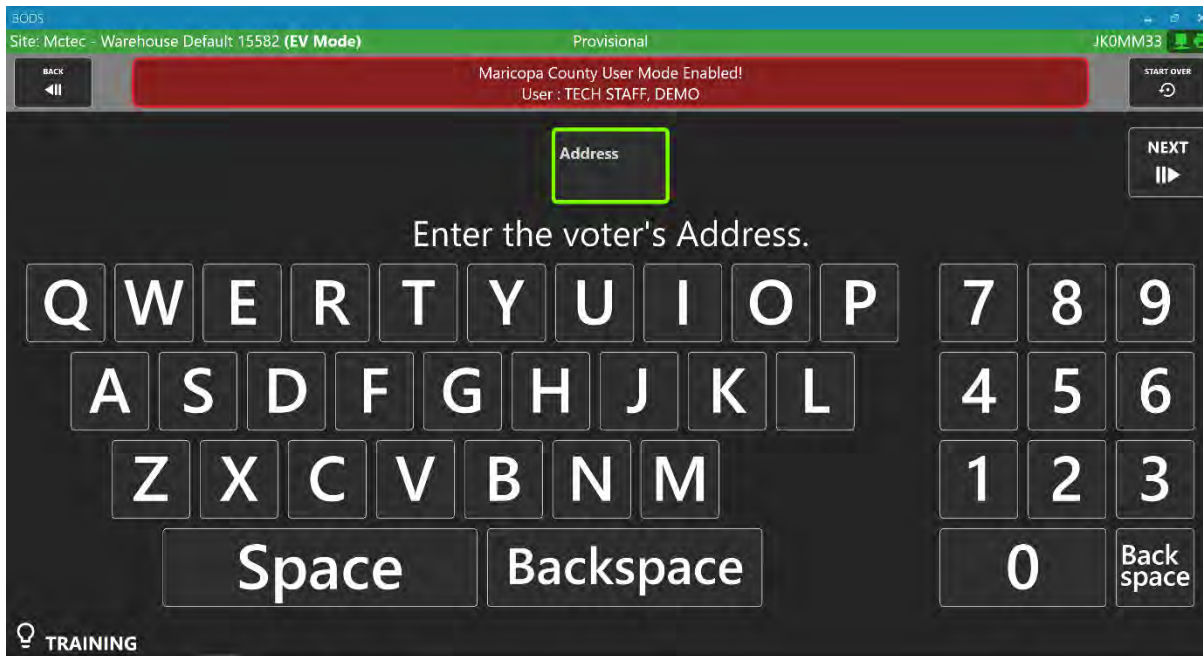 BODS
Site: Mctec - Warehouse Default 15582 (EV Mode) Provisional JK0MM33
BACK
Maricopa County User Mode Enabled!
User : TECH STAFF, DEMO
START OVER
Address
NEXT
Enter the voter's Address.
Q W E R T Y U I O P 7 8 9
A S D F G H J K L 4 5 6
Z X C V B N M 1 2 3
Space Backspace 0 Back
space
TRAINING